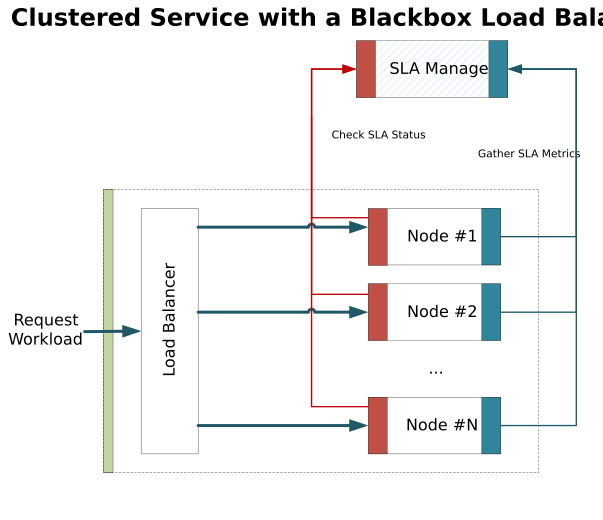 Clustered Service with a Blackbox Load Bala
SLA Manage
Check SLA Status
Gather SLA Metrics
Node #1
Load Balancer
Node #2
Request
Workload
...
Node #N